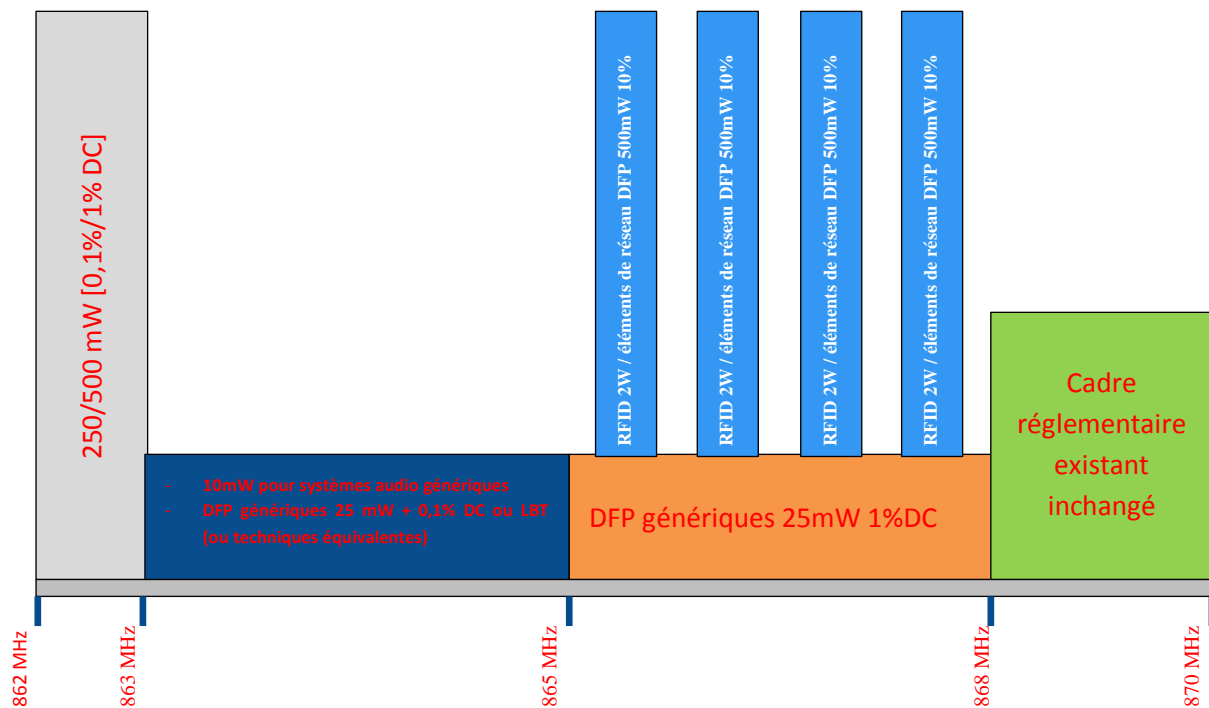 250/500 mW [0,1%/1% DC]
- 10mW pour systèmes audio génériques
- DFP génériques 25 mW + 0,1% DC ou LBT
(ou techniques équivalentes)
RFID 2W / éléments de réseau DFP 500mW 10%
RFID 2W / éléments de réseau DFP 500mW 10%
RFID 2W / éléments de réseau DFP 500mW 10%
RFID 2W / éléments de réseau DFP 500mW 10%
DFP génériques 25mW 1%DC
Cadre
réglementaire
existant
inchangé
862 MHz
863 MHz
865 MHz
868 MHz
870 MHz